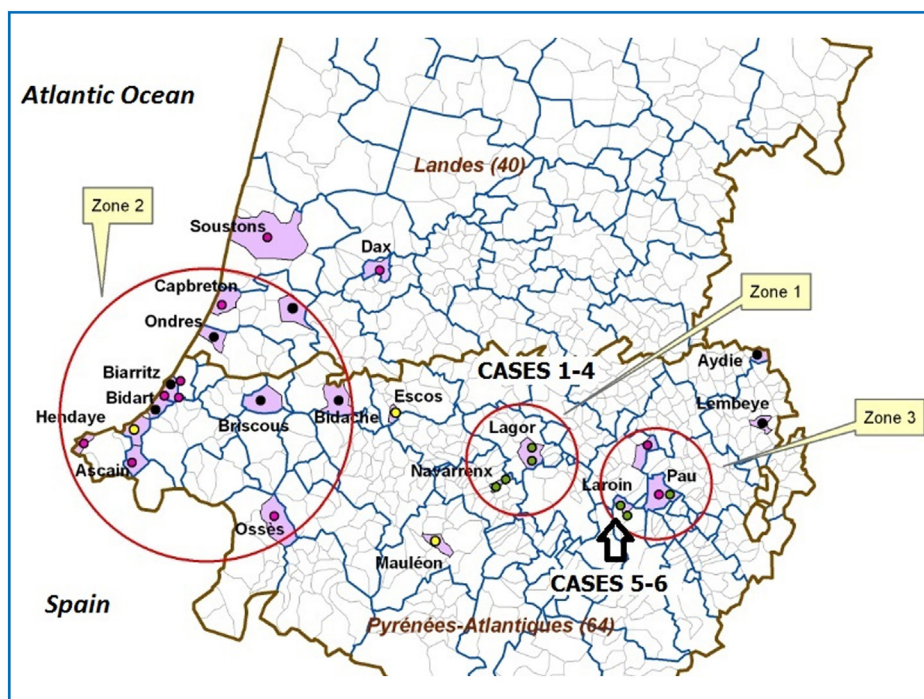 Atlantic Ocean
Landes (40)
Zone 2
Soustons
Dax
Capbreton
Zone 1
Ondres
Aydie
CASES 1-4
Biarritz
Bidart
Escos
Lembeye
Hendaye
Briscous
Bidache
Lagor
Zone 3
Navarrenx
Laroin
Pau
Ascain
Ossès
Mauléon
CASES 5-6
Spain
Pyrénées-Atlantiques (64)